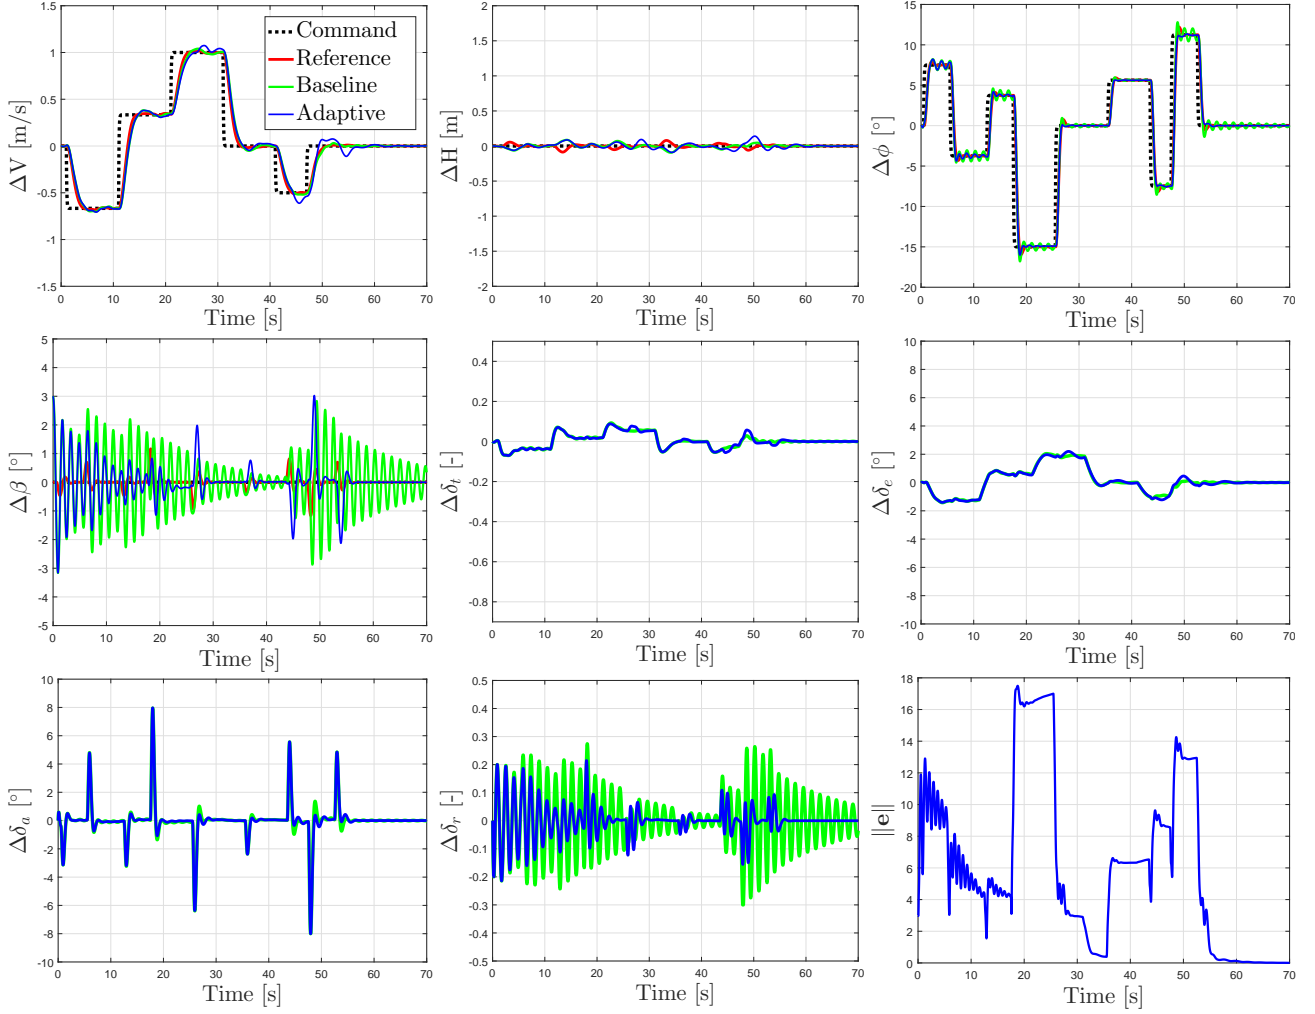 1.5
1
0.5
0
-0.5
-1
-1.5
ΔV [m/s]
0 10 20 30 40 50 60 70
Time [s]
Command
Reference
Baseline
Adaptive
2
1.5
1
0.5
0
-0.5
-1
-1.5
-2
ΔH [m]
0 10 20 30 40 50 60 70
Time [s]
15
10
5
0
-5
-10
-15
-20
Δϕ [°]
0 10 20 30 40 50 60 70
Time [s]
5
4
3
2
1
0
-1
-2
-3
-4
-5
Δβ [°]
0 10 20 30 40 50 60 70
Time [s]
0.4
0.2
0
-0.2
-0.4
-0.6
-0.8
Δδt [-]
0 10 20 30 40 50 60 70
Time [s]
10
8
6
4
2
0
-2
-4
-6
-8
-10
Δδe [°]
0 10 20 30 40 50 60 70
Time [s]
10
8
6
4
2
0
-2
-4
-6
-8
-10
Δδa [°]
0 10 20 30 40 50 60 70
Time [s]
0.5
0.4
0.3
0.2
0.1
0
-0.1
-0.2
-0.3
-0.4
-0.5
Δδr [-]
0 10 20 30 40 50 60 70
Time [s]
18
16
14
12
10
8
6
4
2
0
||e||
0 10 20 30 40 50 60 70
Time [s]